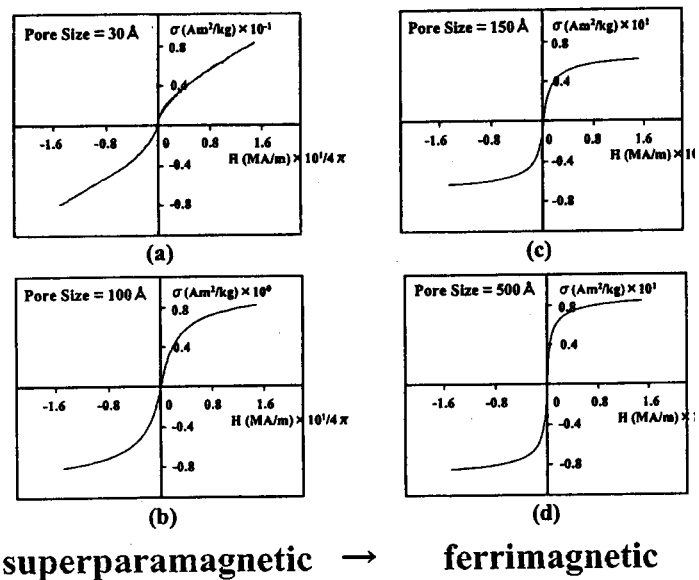 Pore Size = 30 Å
σ (Am²/kg) × 10⁻¹
0.8
0.4
-1.6 -0.8 0 0.8 1.6
H (MA/m) × 10¹/4π
-0.4
-0.8
(a)
Pore Size = 150 Å
σ (Am²/kg) × 10¹
0.8
0.4
-1.6 -0.8 0 0.8 1.6
H (MA/m) × 10
-0.4
-0.8
(c)
Pore Size = 100 Å
σ (Am²/kg) × 10⁰
0.8
0.4
-1.6 -0.8 0 0.8 1.6
H (MA/m) × 10¹/4π
-0.4
-0.8
(b)
Pore Size = 500 Å
σ (Am²/kg) × 10¹
0.8
0.4
-1.6 -0.8 0 0.8 1.6
H (MA/m) ×
-0.4
-0.8
(d)
superparamagnetic → ferrimagnetic